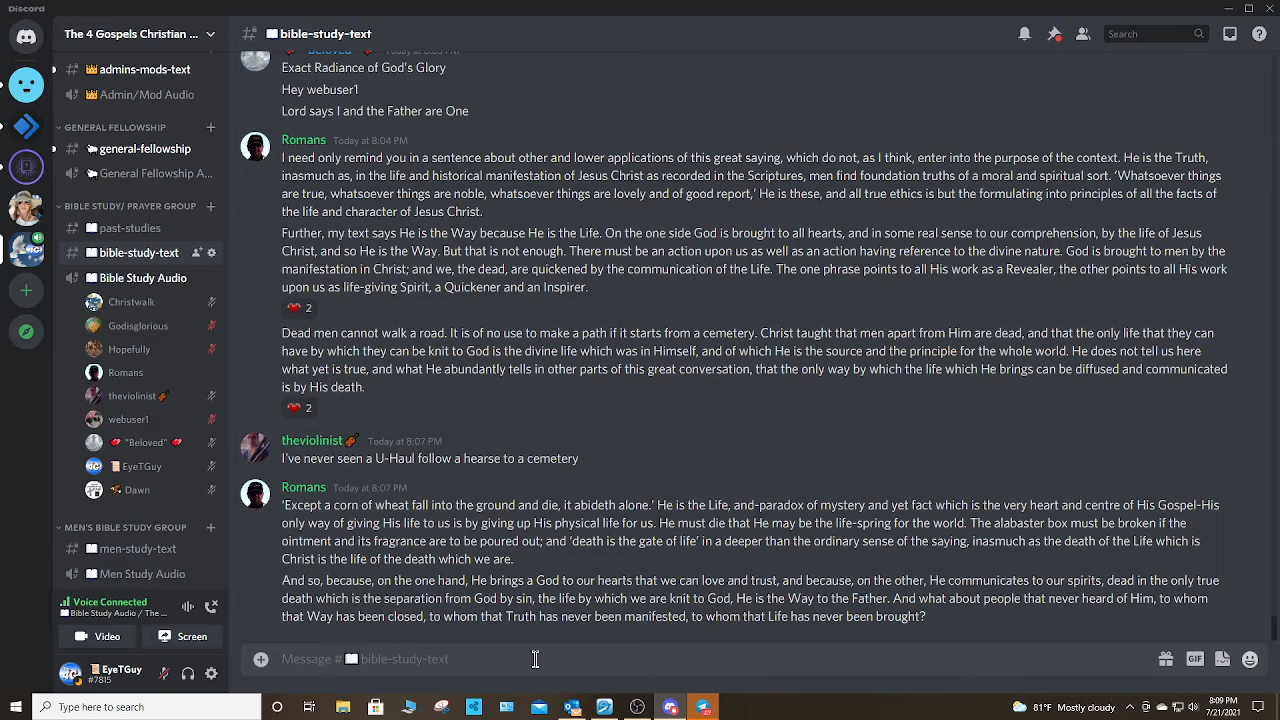 Discord
The 4 Gospels Christian ...
bible-study-text
Search
admins-mods-text
Admin/Mod Audio
GENERAL FELLOWSHIP
general-fellowship
General Fellowship A...
BIBLE STUDY/ PRAYER GROUP
past-studies
bible-study-text
Bible Study Audio
Christwalk
Godisglorious
Hopefully
Romans
theviolinist
webuser1
"Beloved"
EyeTGuy
Dawn
MEN'S BIBLE STUDY GROUP
men-study-text
Men Study Audio
Voice Connected
Bible Study Audio / The ...
Video
Screen
EyeTGuy
#7815
"Beloved" Today at 8:03 PM
Exact Radiance of God's Glory
Hey webuser1
Lord says I and the Father are One
Romans Today at 8:04 PM
I need only remind you in a sentence about other and lower applications of this great saying, which do not, as I think, enter into the purpose of the context. He is the Truth,
inasmuch as, in the life and historical manifestation of Jesus Christ as recorded in the Scriptures, men find foundation truths of a moral and spiritual sort. 'Whatsoever things
are true, whatsoever things are noble, whatsoever things are lovely and of good report,' He is these, and all true ethics is but the formulating into principles of all the facts of
the life and character of Jesus Christ.
Further, my text says He is the Way because He is the Life. On the one side God is brought to all hearts, and in some real sense to our comprehension, by the life of Jesus
Christ, and so He is the Way. But that is not enough. There must be an action upon us as well as an action having reference to the divine nature. God is brought to men by the
manifestation in Christ; and we, the dead, are quickened by the communication of the Life. The one phrase points to all His work as a Revealer, the other points to all His work
upon us as life-giving Spirit, a Quickener and an Inspirer.
2
Dead men cannot walk a road. It is of no use to make a path if it starts from a cemetery. Christ taught that men apart from Him are dead, and that the only life that they can
have by which they can be knit to God is the divine life which was in Himself, and of which He is the source and the principle for the whole world. He does not tell us here
what yet is true, and what He abundantly tells in other parts of this great conversation, that the only way by which the life which He brings can be diffused and communicated
is by His death.
2
theviolinist Today at 8:07 PM
I've never seen a U-Haul follow a hearse to a cemetery
Romans Today at 8:07 PM
'Except a corn of wheat fall into the ground and die, it abideth alone.' He is the Life, and-paradox of mystery and yet fact which is the very heart and centre of His Gospel-His
only way of giving His life to us is by giving up His physical life for us. He must die that He may be the life-spring for the world. The alabaster box must be broken if the
ointment and its fragrance are to be poured out; and 'death is the gate of life' in a deeper than the ordinary sense of the saying, inasmuch as the death of the Life which is
Christ is the life of the death which we are.
And so, because, on the one hand, He brings a God to our hearts that we can love and trust, and because, on the other, He communicates to our spirits, dead in the only true
death which is the separation from God by sin, the life by which we are knit to God, He is the Way to the Father. And what about people that never heard of Him, to whom
that Way has been closed, to whom that Truth has never been manifested, to whom that Life has never been brought?
Message # bible-study-text
GIF
Type here to search
81°F Mostly cloudy
8:09 PM
7/21/2021